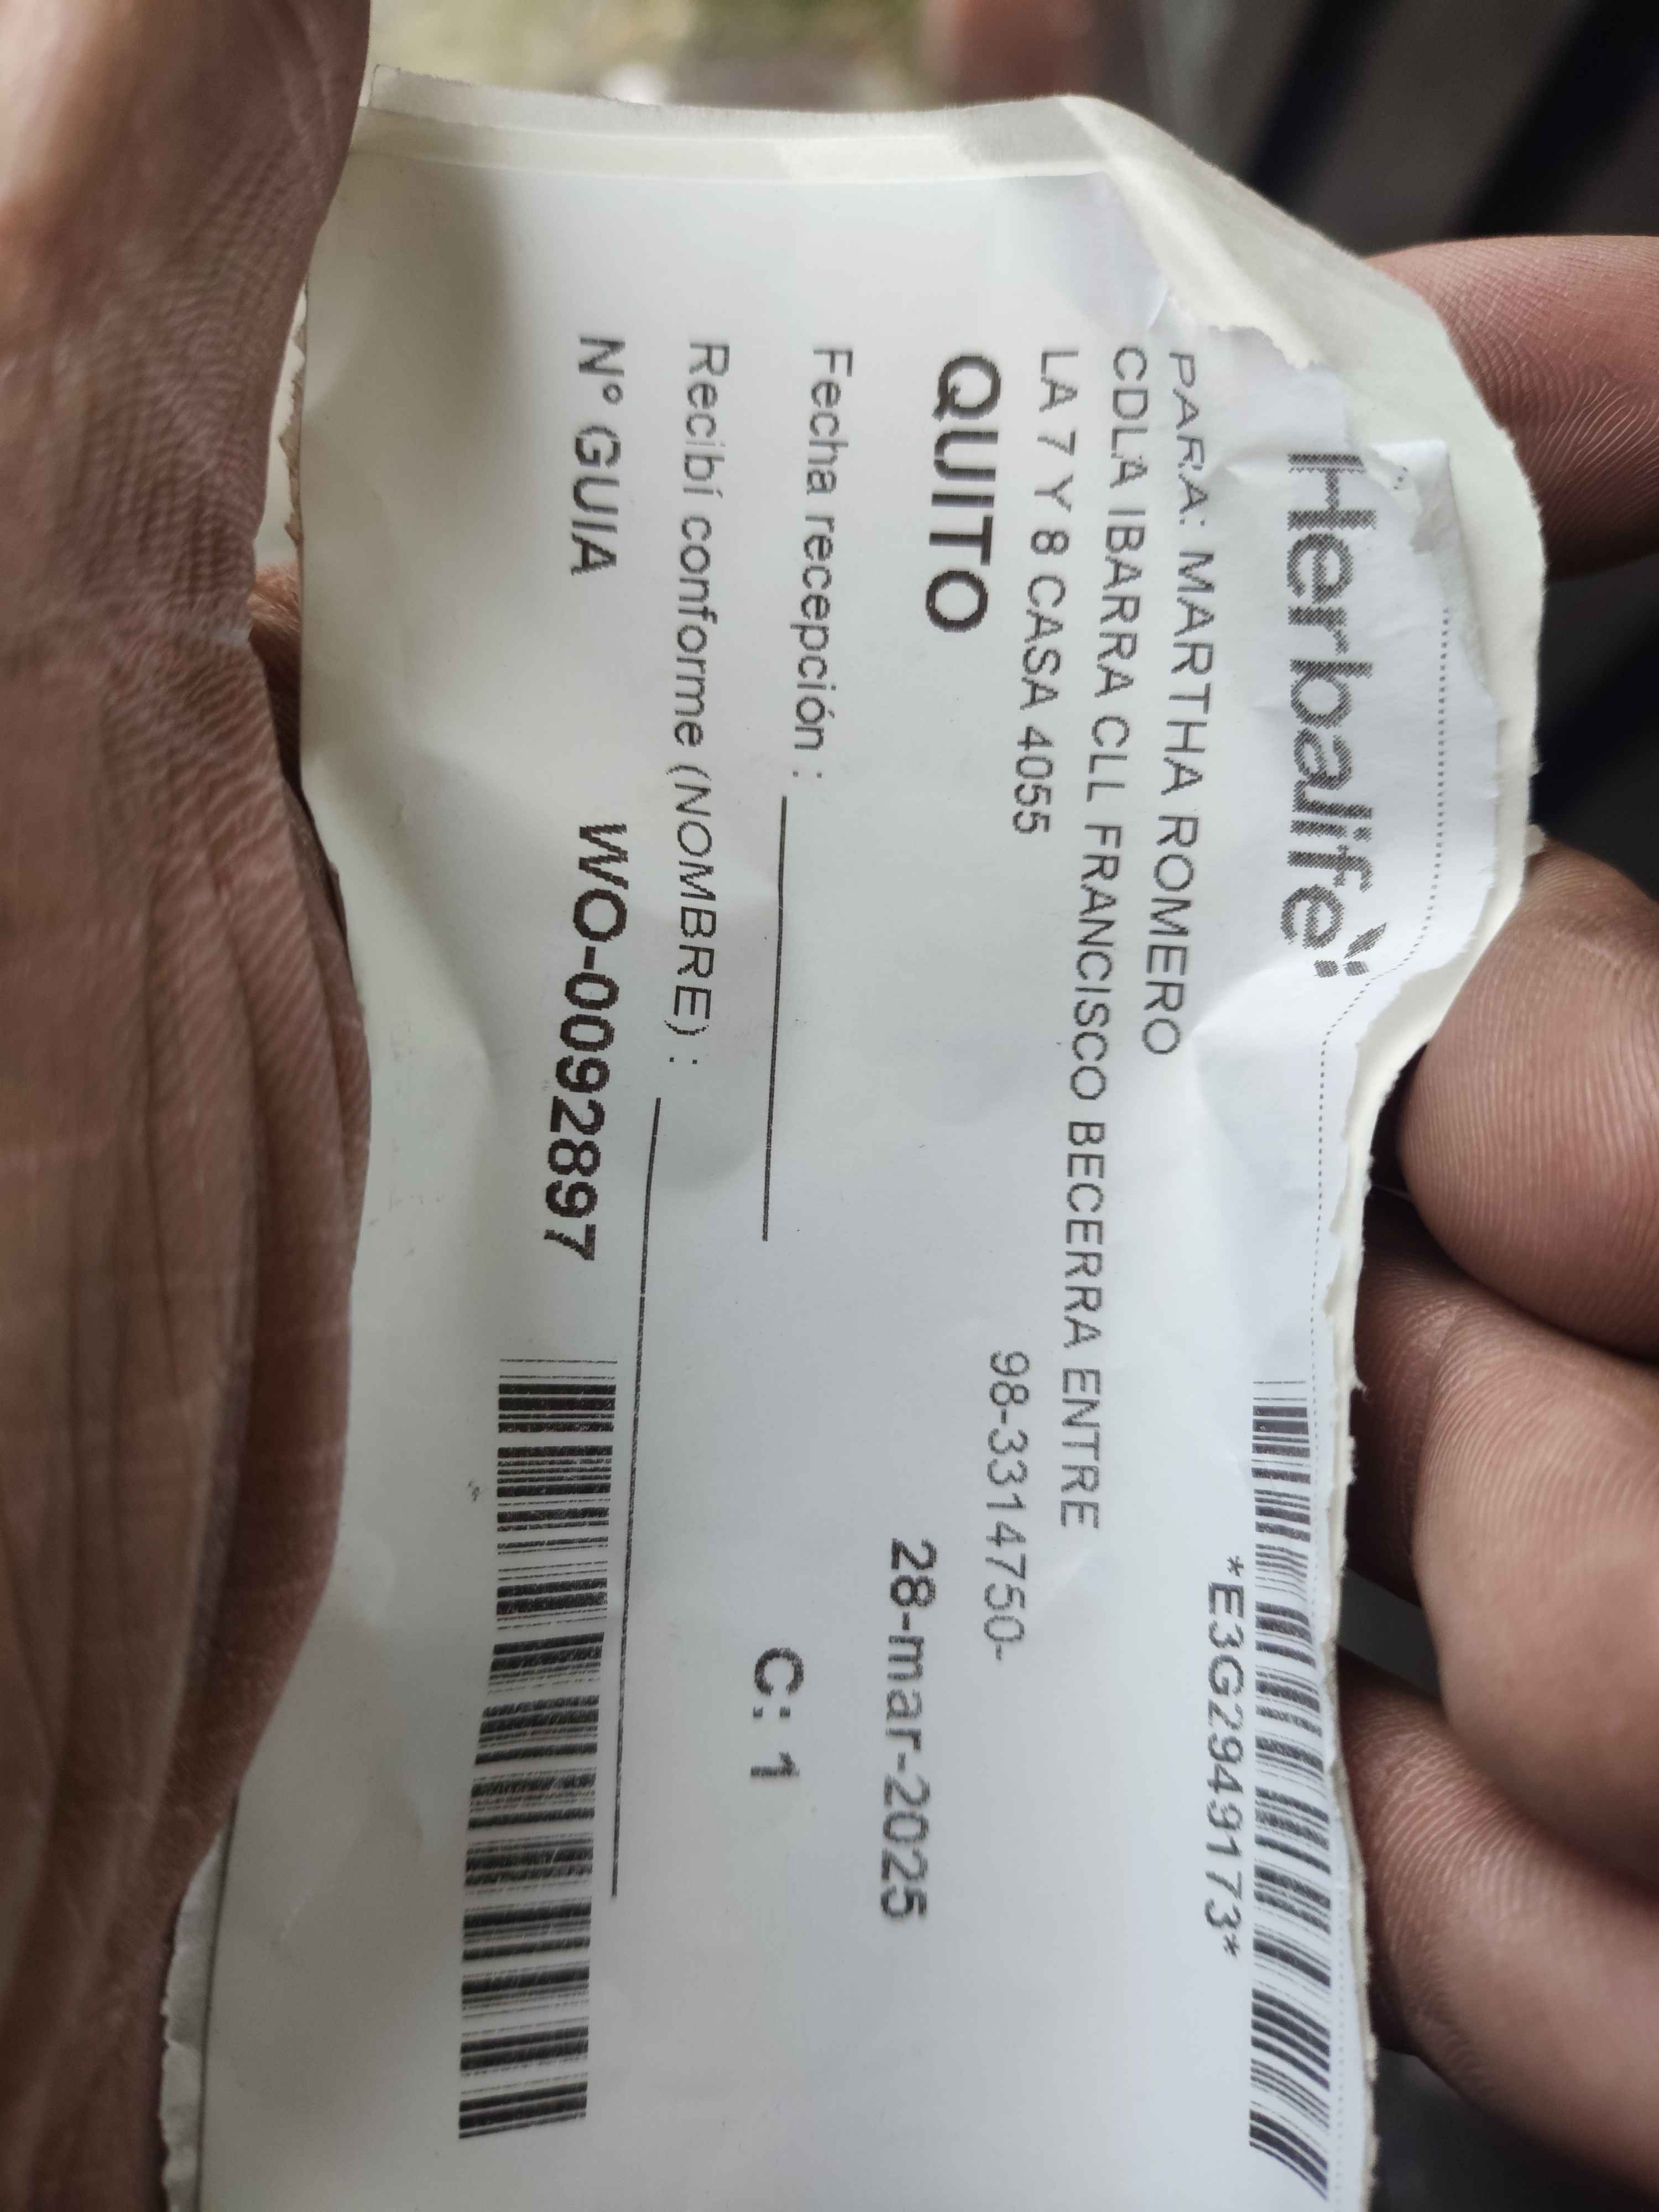 Herbalife
*E3G2949173*
PARA: MARTHA ROMERO
CDLA IBARRA CLL FRANCISCO BECERRA ENTRE
LA 7 Y 8 CASA 4055
98-3314750-
QUITO
28-mar-2025
Fecha recepción :
C: 1
Recibí conforme (NOMBRE) :
N° GUIA WO-0092897